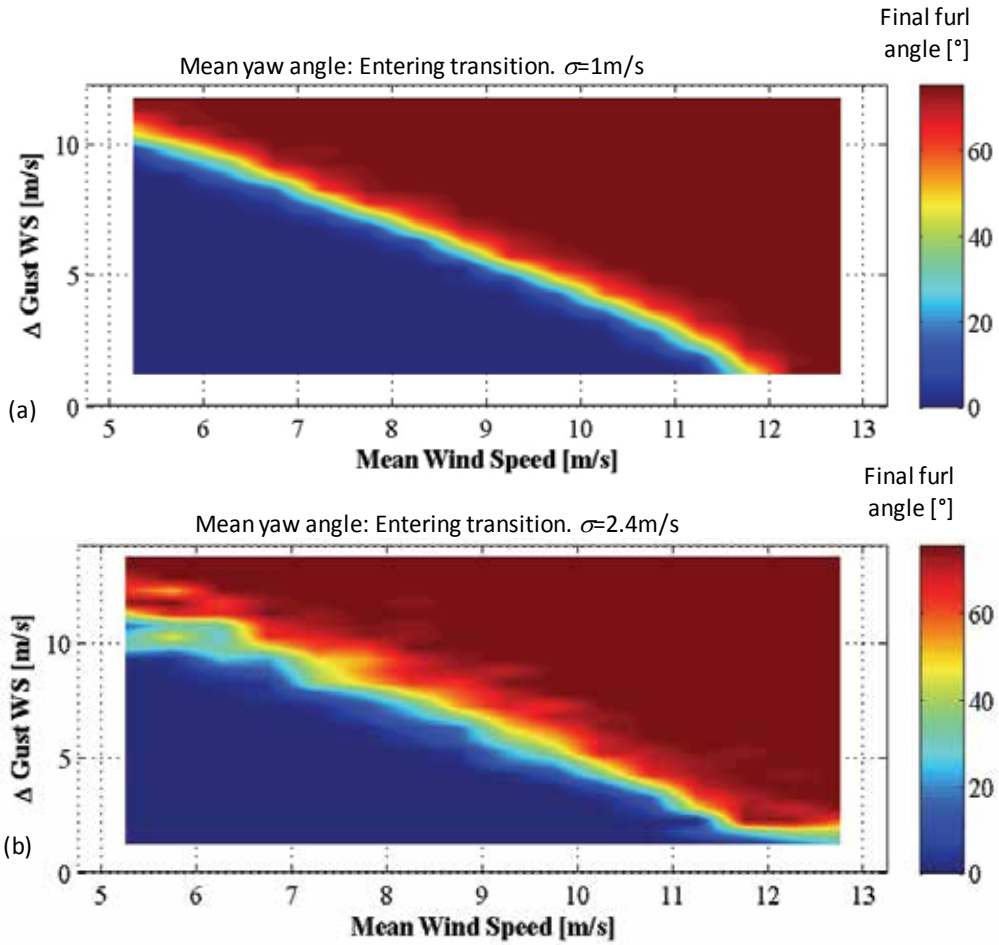 Final furl
angle [°]
Mean yaw angle: Entering transition. σ=1m/s
60
10
40
Δ Gust WS [m/s]
5
20
(a)
0
0
5 6 7 8 9 10 11 12 13
Mean Wind Speed [m/s]
Final furl
angle [°]
Mean yaw angle: Entering transition. σ=2.4m/s
60
10
40
Δ Gust WS [m/s]
5
20
(b)
0
0
5 6 7 8 9 10 11 12 13
Mean Wind Speed [m/s]